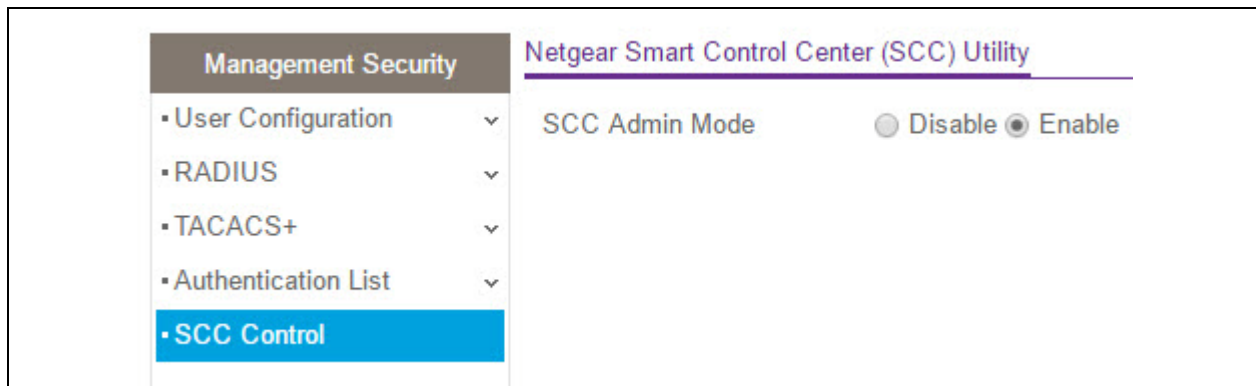 Management Security
▪ User Configuration
▪ RADIUS
▪ TACACS+
▪ Authentication List
▪ SCC Control
Netgear Smart Control Center (SCC) Utility
SCC Admin Mode Disable Enable